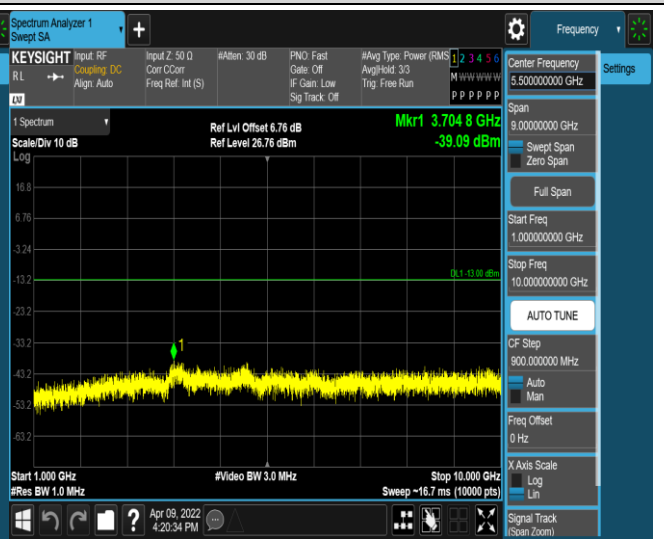 Spectrum Analyzer 1
Swept SA
+
Frequency
KEYSIGHT
RL
LXI
Input: RF
Coupling: DC
Align: Auto
Input Z: 50 Ω
Corr CCorr
Freq Ref: Int (S)
#Atten: 30 dB
PNO: Fast
Gate: Off
IF Gain: Low
Sig Track: Off
#Avg Type: Power (RMS
Avg|Hold: 3/3
Trig: Free Run
1 2 3 4 5 6
M W W W W W
P P P P P P
Center Frequency
5.500000000 GHz
Settings
Span
9.00000000 GHz
Swept Span
Zero Span
Full Span
Start Freq
1.000000000 GHz
Stop Freq
10.000000000 GHz
AUTO TUNE
CF Step
900.000000 MHz
Auto
Man
Freq Offset
0 Hz
X Axis Scale
Log
Lin
Signal Track
(Span Zoom)
1 Spectrum
Scale/Div 10 dB
Log
Ref Lvl Offset 6.76 dB
Ref Level 26.76 dBm
Mkr1 3.704 8 GHz
-39.09 dBm
16.8
6.76
-3.24
-13.2
-23.2
-33.2
-43.2
-53.2
-63.2
DL1 -13.00 dBm
1
Start 1.000 GHz
#Res BW 1.0 MHz
#Video BW 3.0 MHz
Stop 10.000 GHz
Sweep ~16.7 ms (10000 pts)
?
Apr 09, 2022
4:20:34 PM